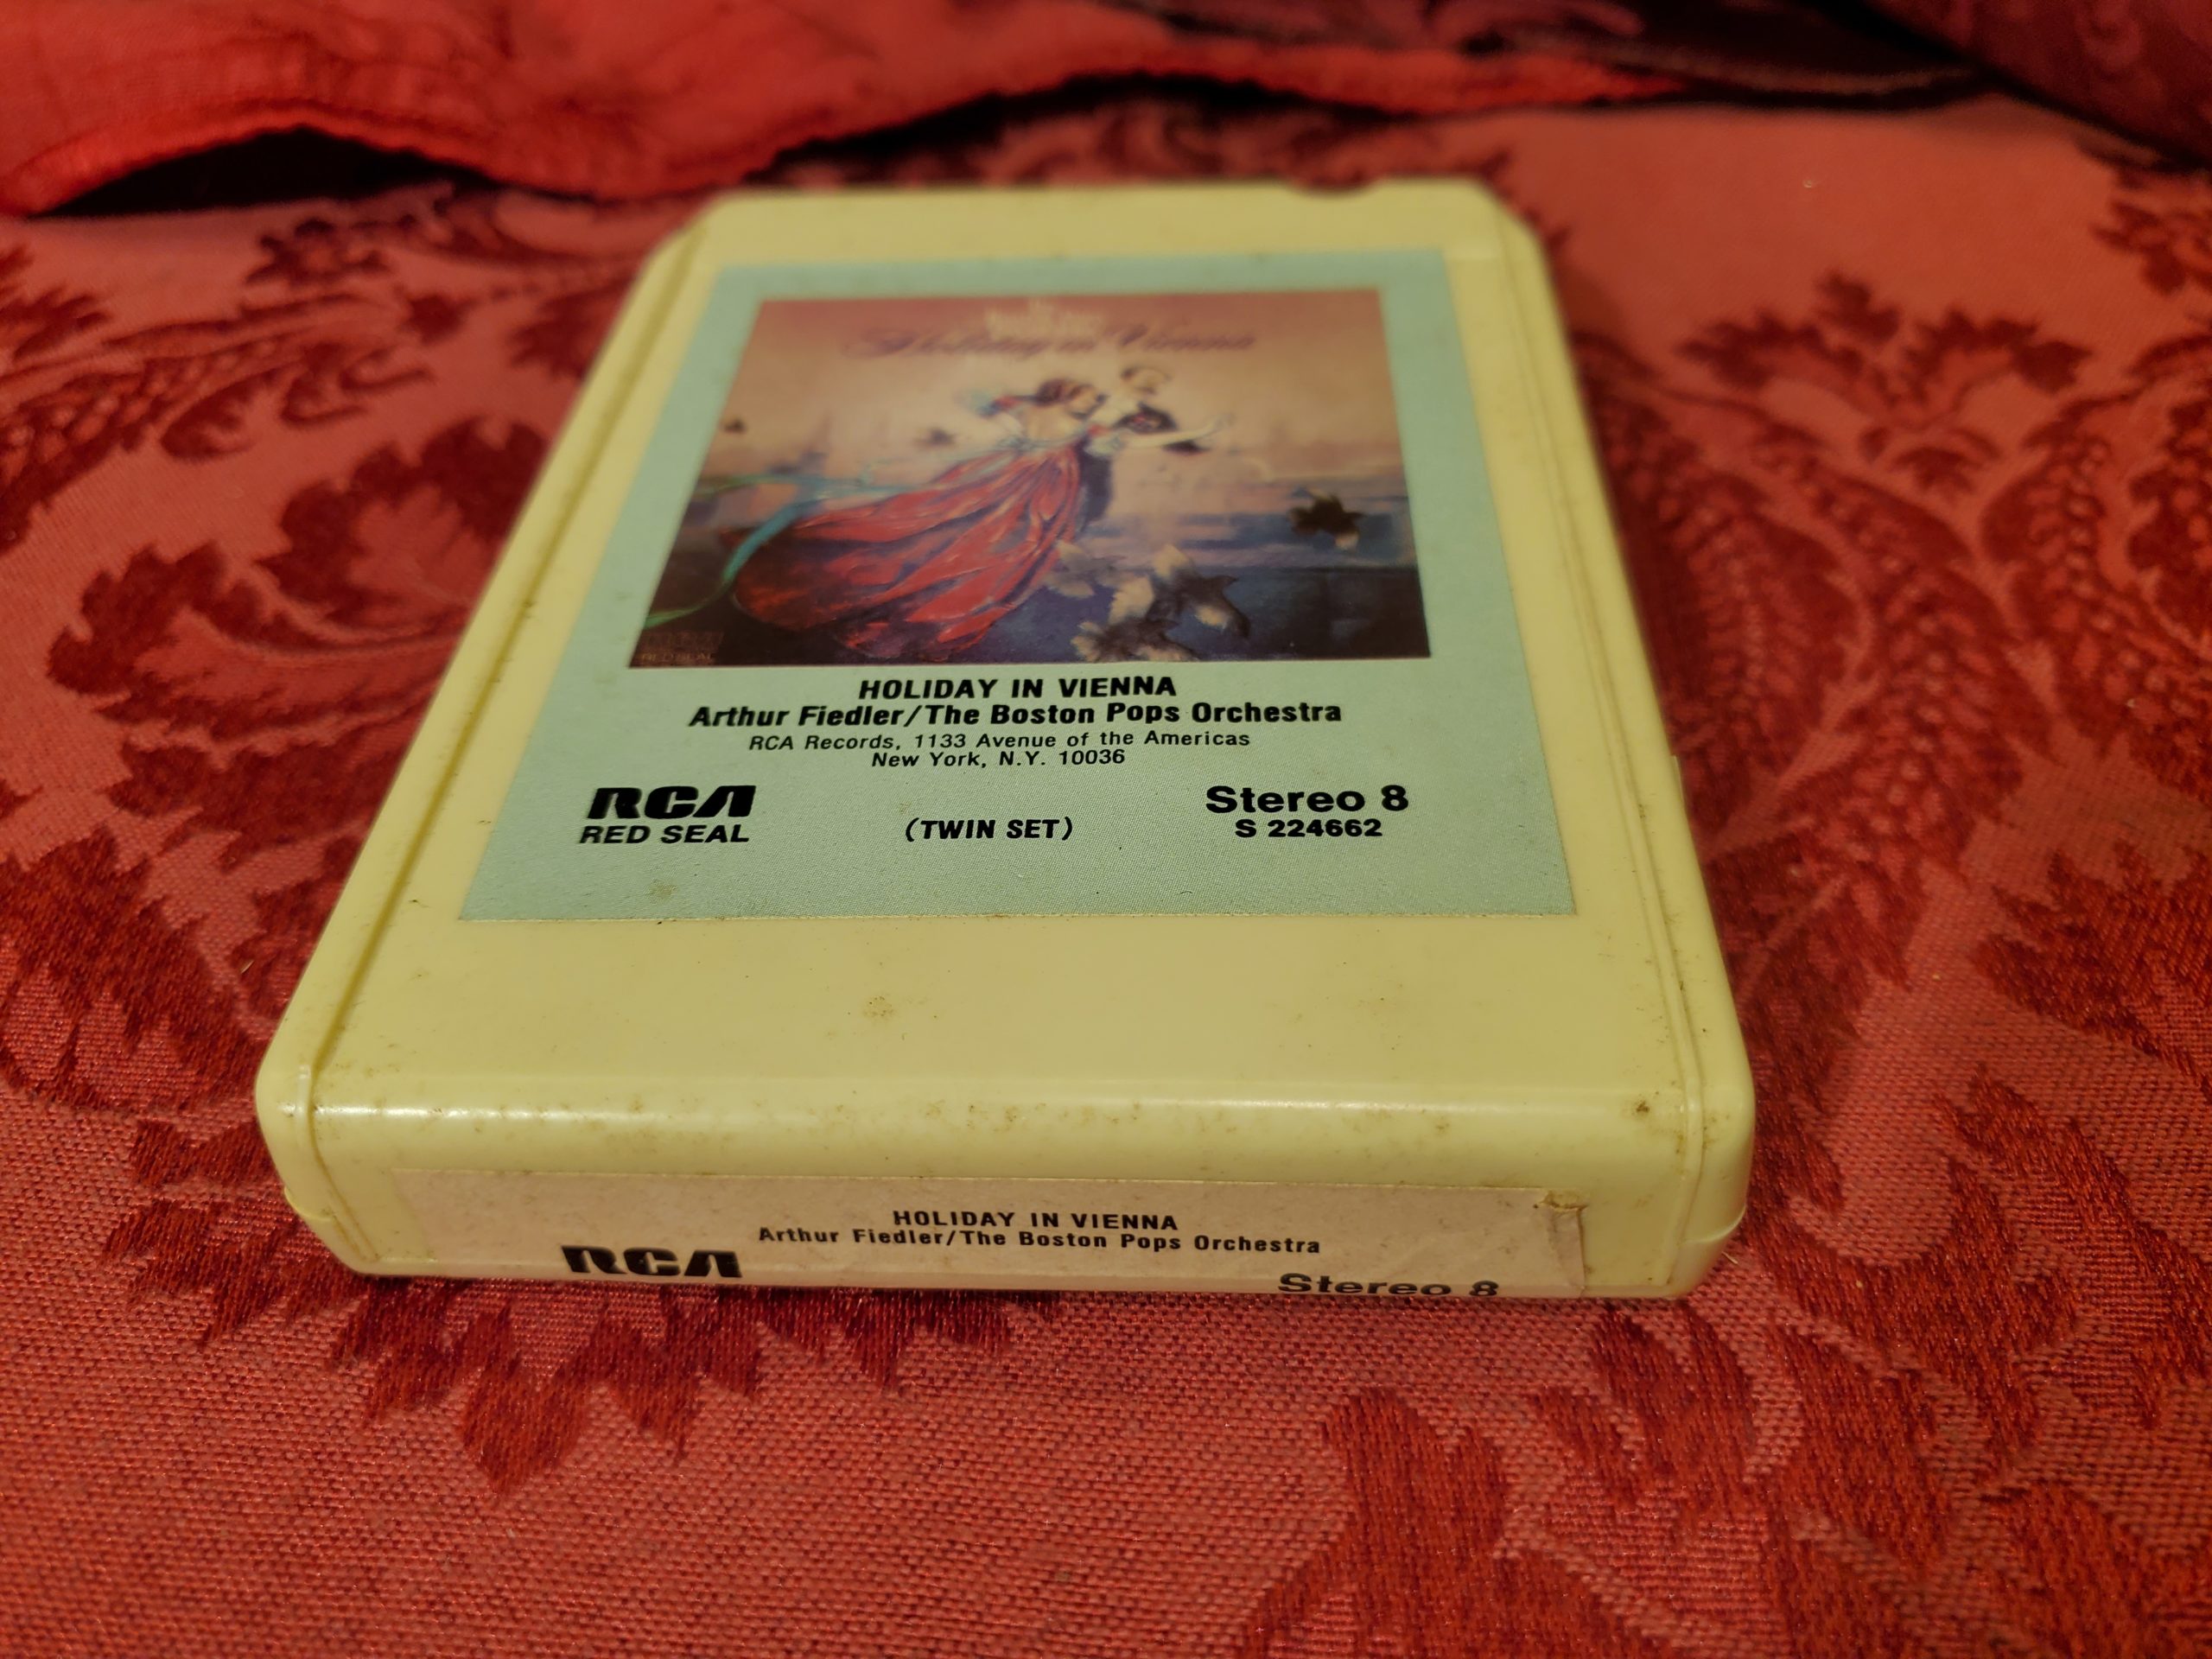 Holiday in Vienna
RED SEAL
HOLIDAY IN VIENNA
Arthur Fiedler/The Boston Pops Orchestra
RCA Records, 1133 Avenue of the Americas
New York, N.Y. 10036
RCA
RED SEAL
(TWIN SET)
Stereo 8
S 224662
HOLIDAY IN VIENNA
Arthur Fiedler/The Boston Pops Orchestra
RCA
Stereo 8